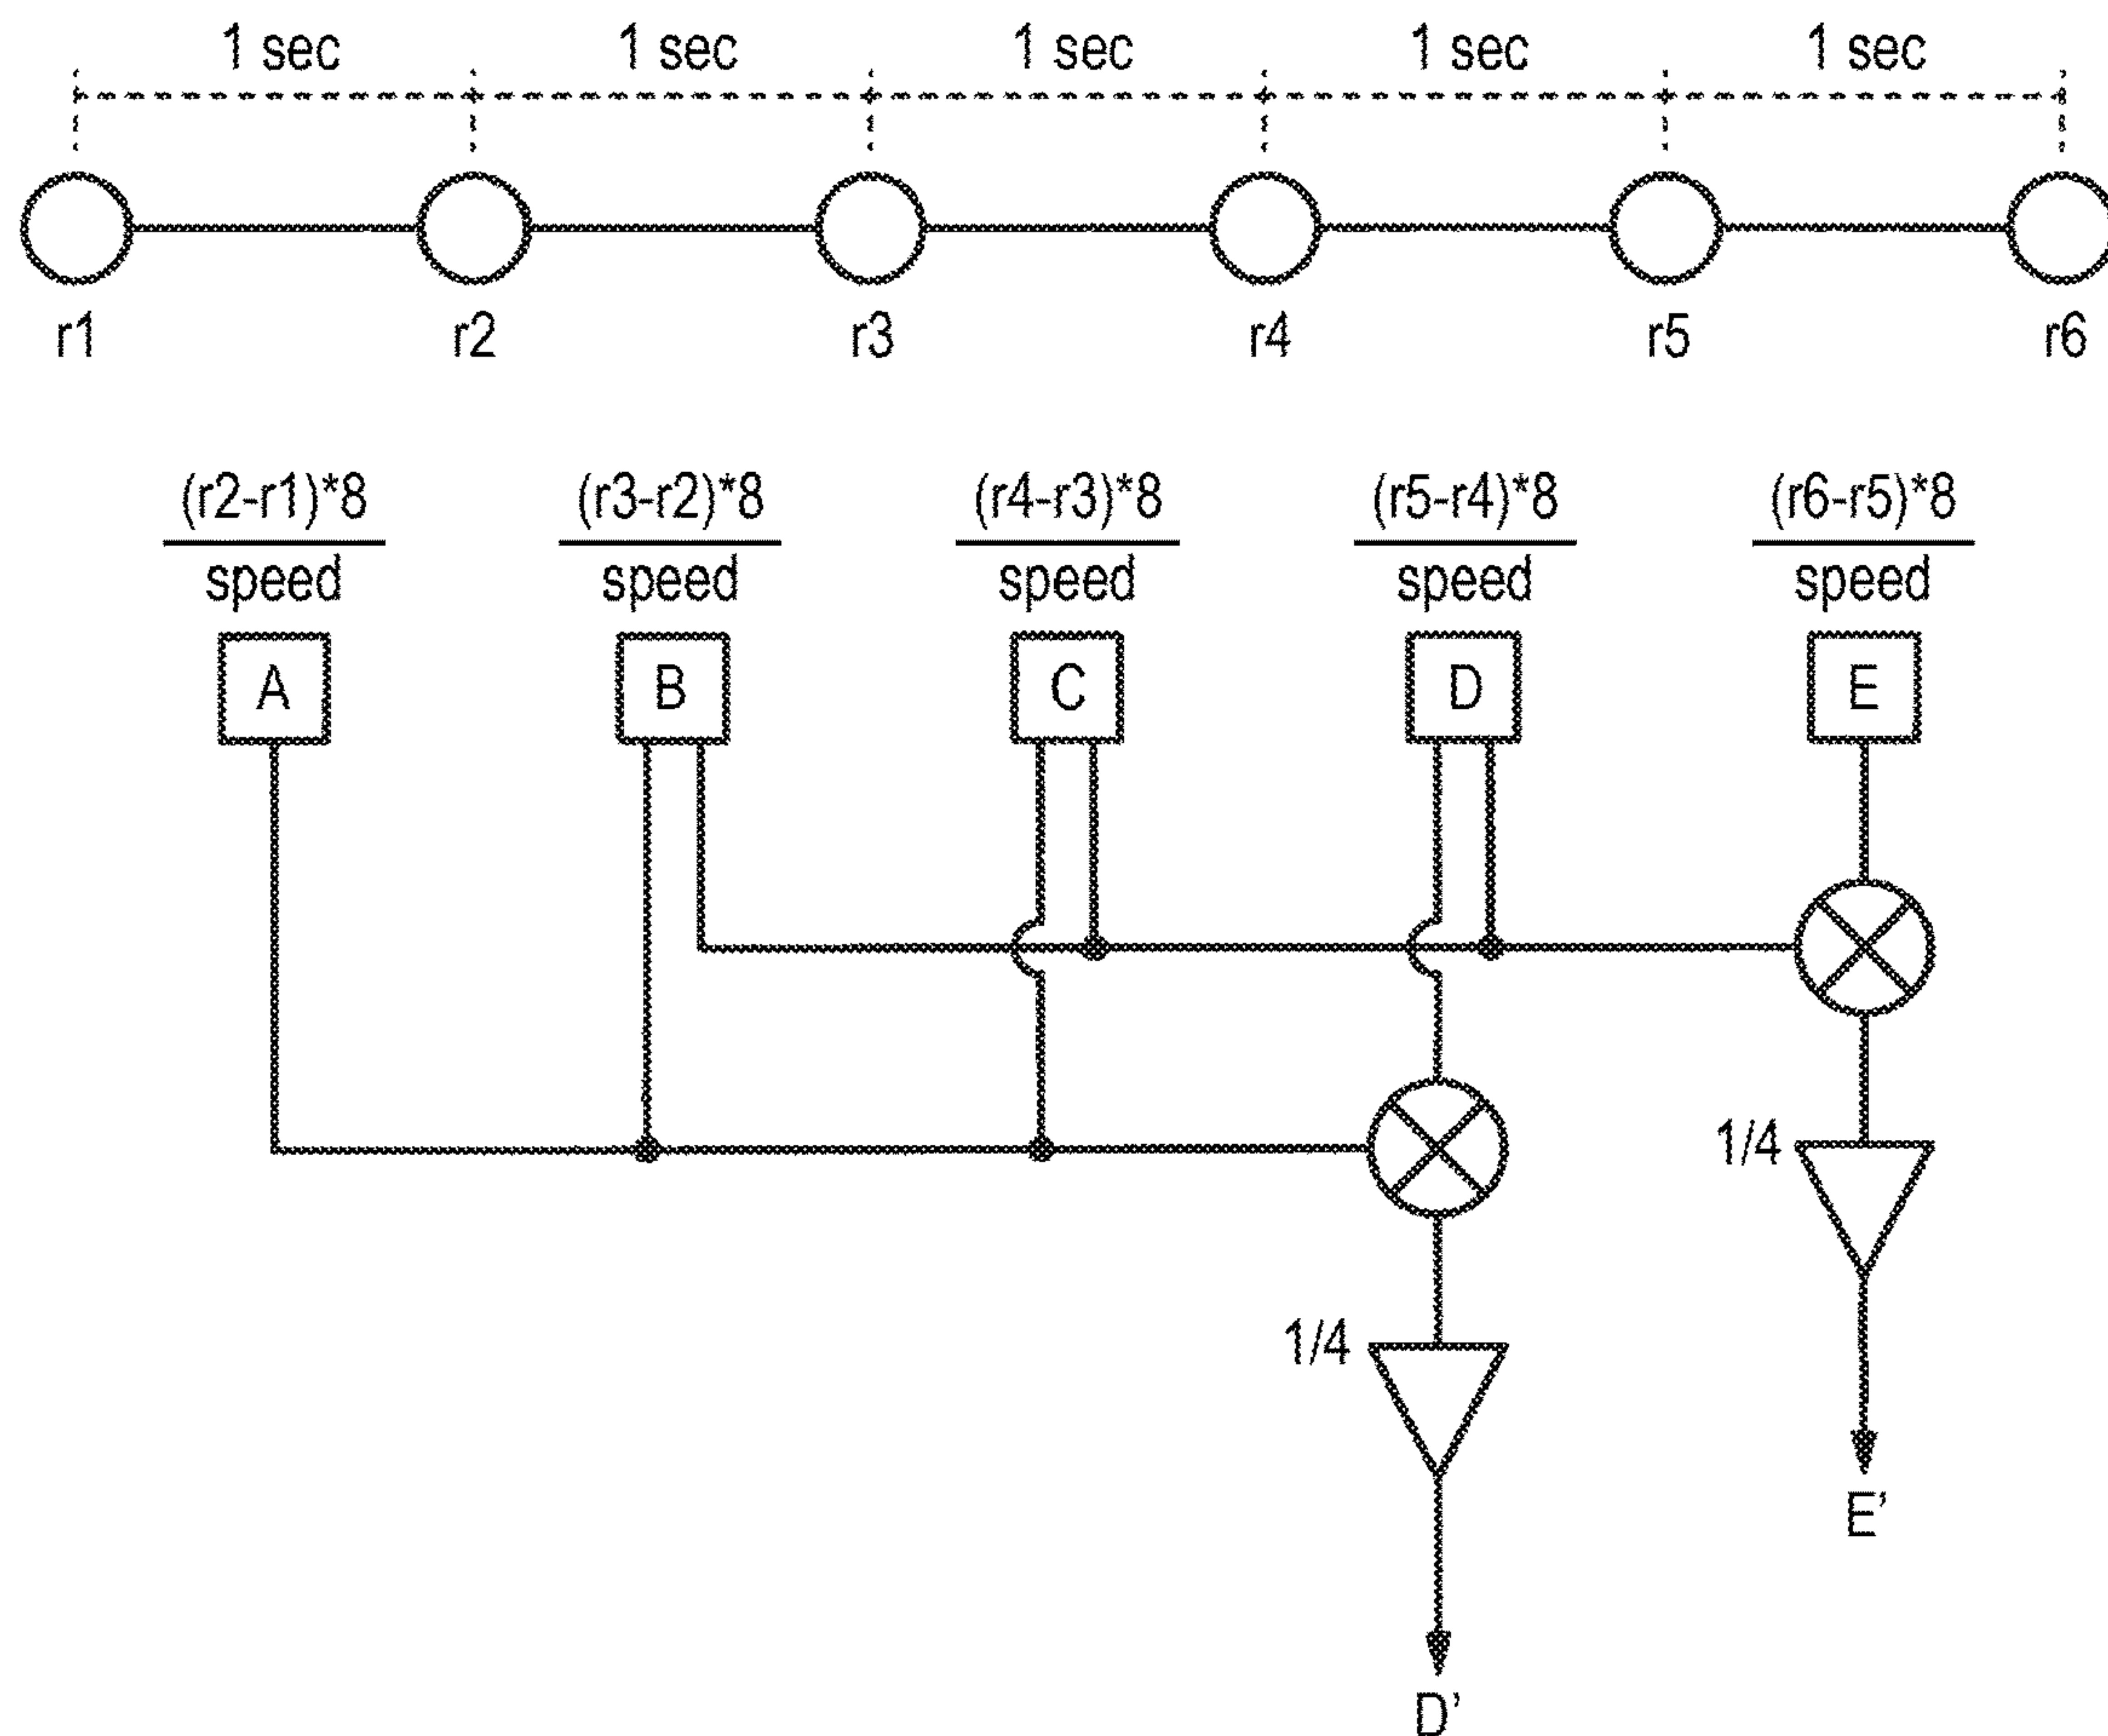 1 sec 1 sec 1 sec 1 sec 1 sec
r1 r2 r3 r4 r5 r6
(r2-r1)*8 (r3-r2)*8 (r4-r3)*8 (r5-r4)*8 (r6-r5)*8
speed speed speed speed speed
A B C D E
1/4
1/4
E’
D’